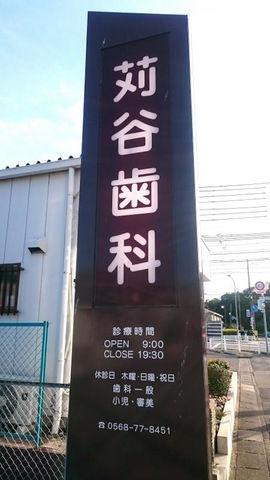 苅谷歯科
診療時間
OPEN 9:00
CLOSE 19:30
休診日 木曜・日曜・祝日
歯科一般
小児・審美
☎ 0568-77-8451